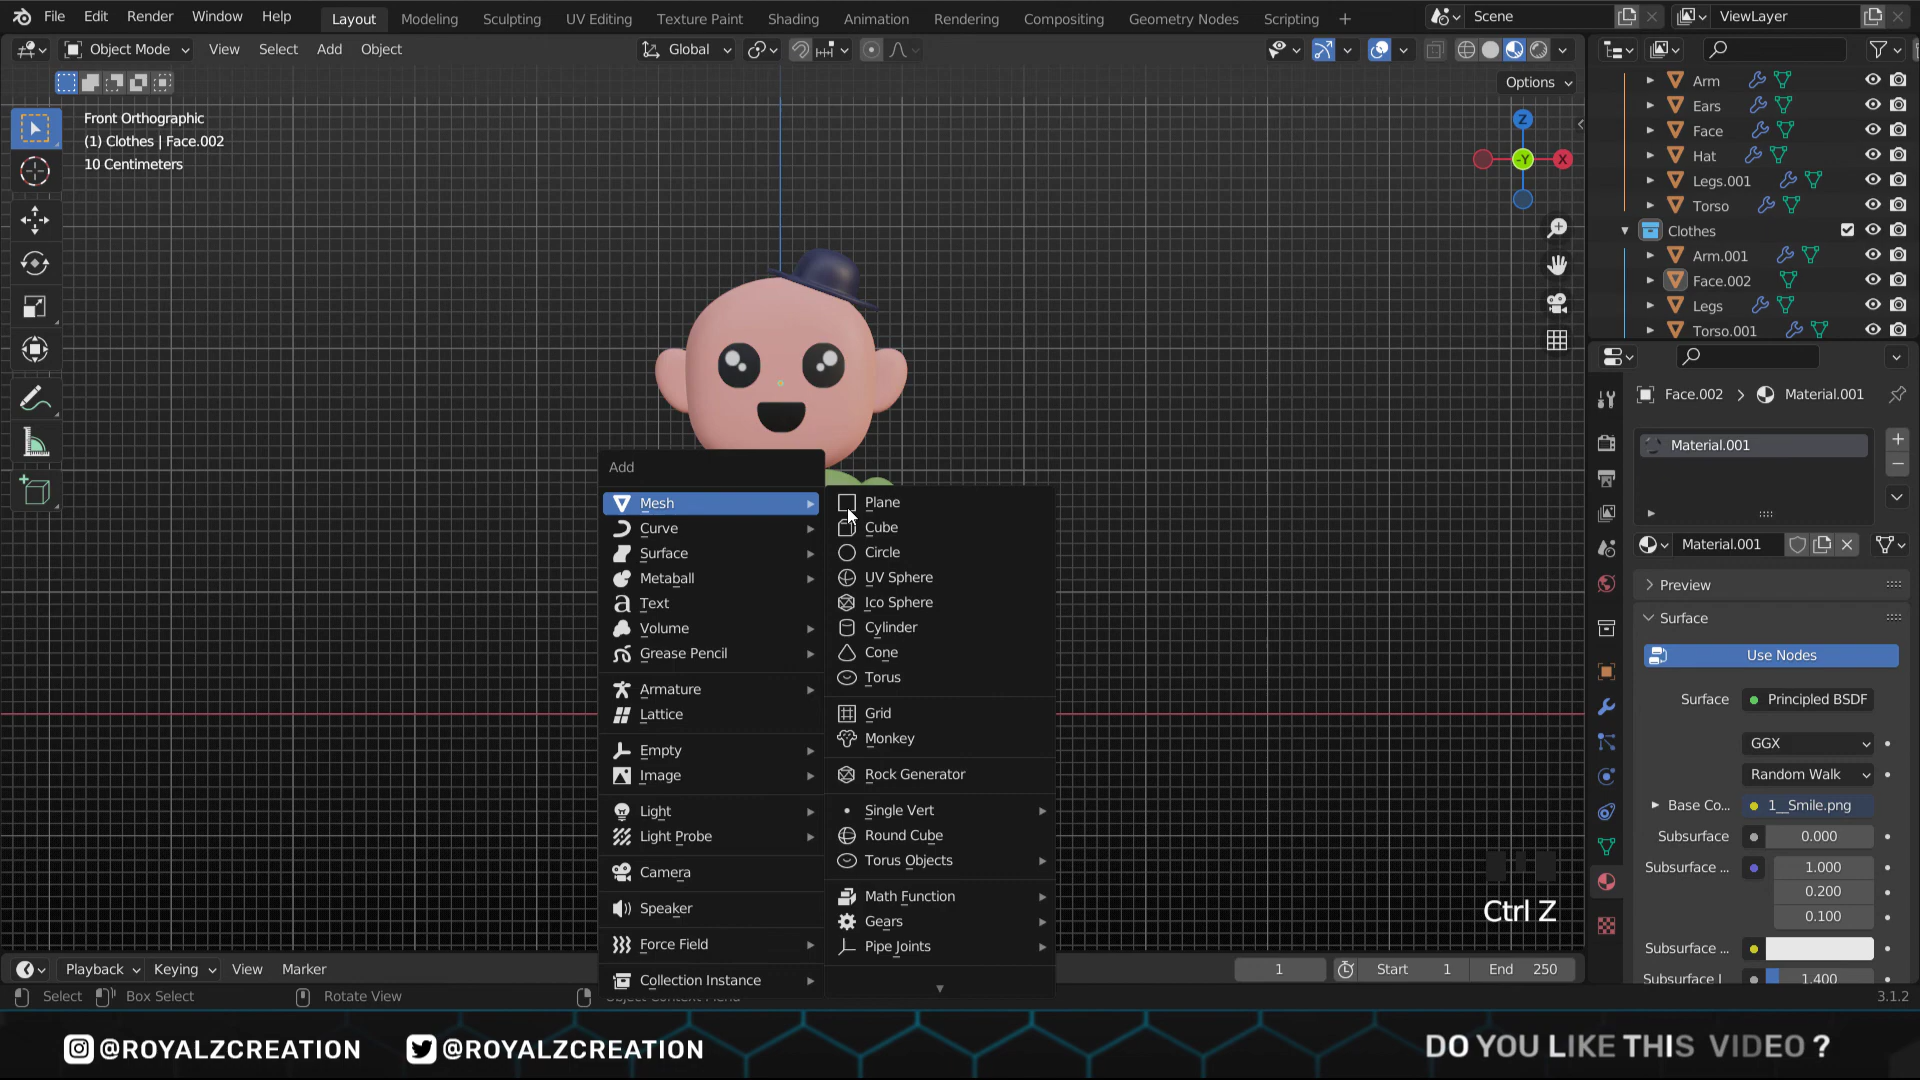 File Edit Render Window Help Layout Modeling Sculpting UV Editing Texture Paint Shading Animation Rendering Compositing Geometry Nodes Scripting + Scene ViewLayer
Object Mode View Select Add Object Global
Options
Front Orthographic
(1) Clothes | Face.002
10 Centimeters
Z
-Y
X
Arm
Ears
Face
Hat
Legs.001
Torso
Clothes
Arm.001
Face.002
Legs
Torso.001
Face.002 > Material.001
Material.001
Material.001
Preview
Surface
Use Nodes
Surface Principled BSDF
GGX
Random Walk
Base Co... 1__Smile.png
Subsurface 0.000
Subsurface ... 1.000
0.200
0.100
Subsurface ...
Subsurface I... 1.400
Add
Mesh
Curve
Surface
Metaball
Text
Volume
Grease Pencil
Armature
Lattice
Empty
Image
Light
Light Probe
Camera
Speaker
Force Field
Collection Instance
Plane
Cube
Circle
UV Sphere
Ico Sphere
Cylinder
Cone
Torus
Grid
Monkey
Rock Generator
Single Vert
Round Cube
Torus Objects
Math Function
Gears
Pipe Joints
Ctrl Z
Playback Keying View Marker 1 Start 1 End 250
Select Box Select Rotate View Object Context Menu 3.1.2
@ROYALZCREATION @ROYALZCREATION DO YOU LIKE THIS VIDEO ?